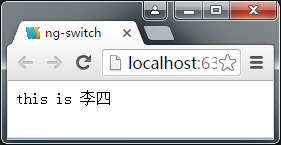 ng-switch
localhost:63
this is 李四